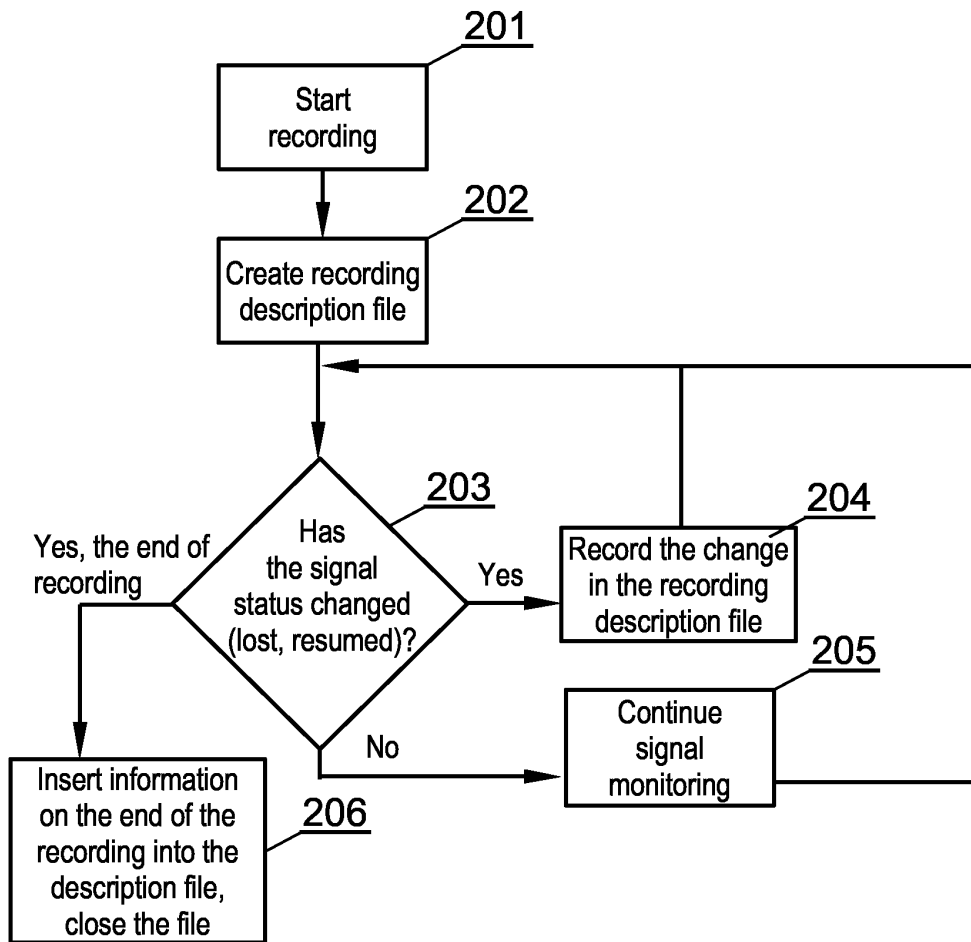 201
Start
recording
202
Create recording
description file
203
Has
the signal
status changed
(lost, resumed)?
Yes, the end of
recording
Yes
204
Record the change
in the recording
description file
No
205
Continue
signal
monitoring
206
Insert information
on the end of the
recording into the
description file,
close the file